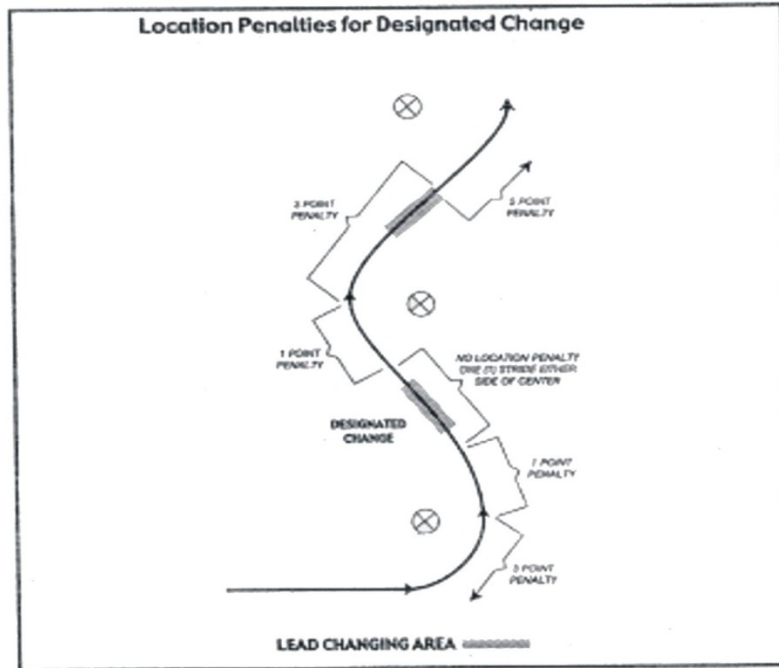 Location Penalties for Designated Change
3 POINT
PENALTY
5 POINT
PENALTY
1 POINT
PENALTY
NO LOCATION PENALTY
ONE (1) STRIDE EITHER
SIDE OF CENTER
DESIGNATED
CHANGE
1 POINT
PENALTY
3 POINT
PENALTY
LEAD CHANGING AREA